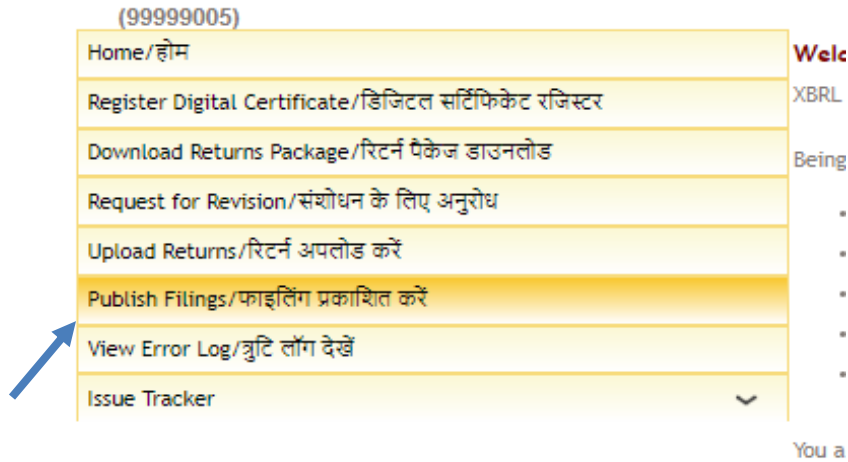 (99999005)
Home/होम
Register Digital Certificate/डिजिटल सर्टिफिकेट रजिस्टर
Download Returns Package/रिटर्न पैकेज डाउनलोड
Request for Revision/संशोधन के लिए अनुरोध
Upload Returns/रिटर्न अपलोड करें
Publish Filings/फाइलिंग प्रकाशित करें
View Error Log/त्रुटि लॉग देखें
Issue Tracker
XBRL
Being
You a